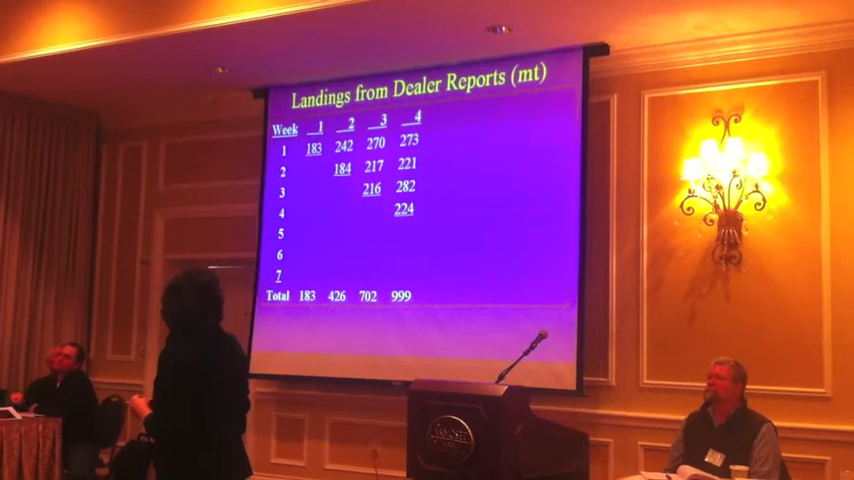 Landings from Dealer Reports (mt)
Week 1 2 3 4
1 183 242 270 273
2 184 217 221
3 216 282
4 224
5
6
7
Total 183 426 702 999